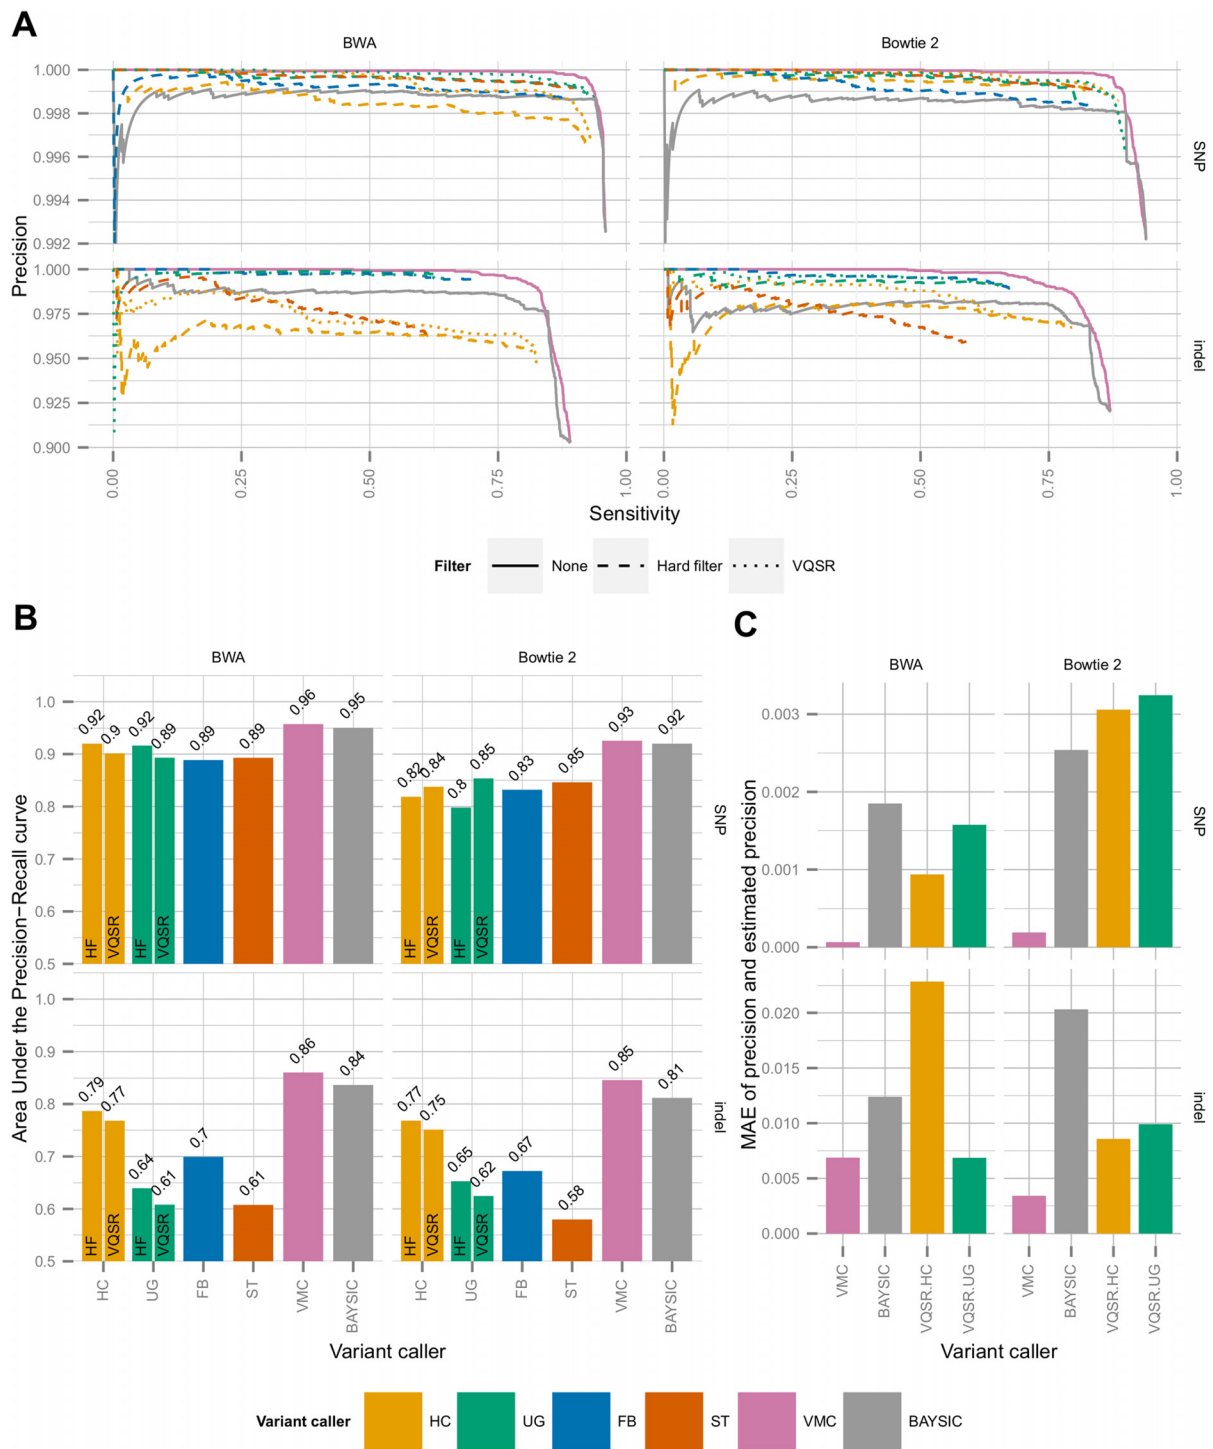 A
BWA
Bowtie 2
1.000
0.998
0.996
0.994
0.992
SNP
Precision
1.000
0.975
0.950
0.925
0.900
indel
0.00
0.25
0.50
0.75
1.00
0.00
0.25
0.50
0.75
1.00
Sensitivity
Filter None Hard filter VQSR
B
BWA
Bowtie 2
Area Under the Precision−Recall curve
1.0
0.9
0.8
0.7
0.6
0.5
0.92
0.9
0.92
0.89
0.89
0.89
0.96
0.95
HF
VQSR
HF
VQSR
0.82
0.84
0.8
0.85
0.83
0.85
0.93
0.92
HF
VQSR
HF
VQSR
SNP
1.0
0.9
0.8
0.7
0.6
0.5
0.79
0.77
0.64
0.61
0.7
0.61
0.86
0.84
HF
VQSR
HF
VQSR
0.77
0.75
0.65
0.62
0.67
0.58
0.85
0.81
HF
VQSR
HF
VQSR
indel
HC
UG
FB
ST
VMC
BAYSIC
HC
UG
FB
ST
VMC
BAYSIC
Variant caller
C
BWA
Bowtie 2
MAE of precision and estimated precision
0.003
0.002
0.001
0.000
SNP
0.020
0.015
0.010
0.005
0.000
indel
VMC
BAYSIC
VQSR.HC
VQSR.UG
VMC
BAYSIC
VQSR.HC
VQSR.UG
Variant caller
Variant caller HC UG FB ST VMC BAYSIC